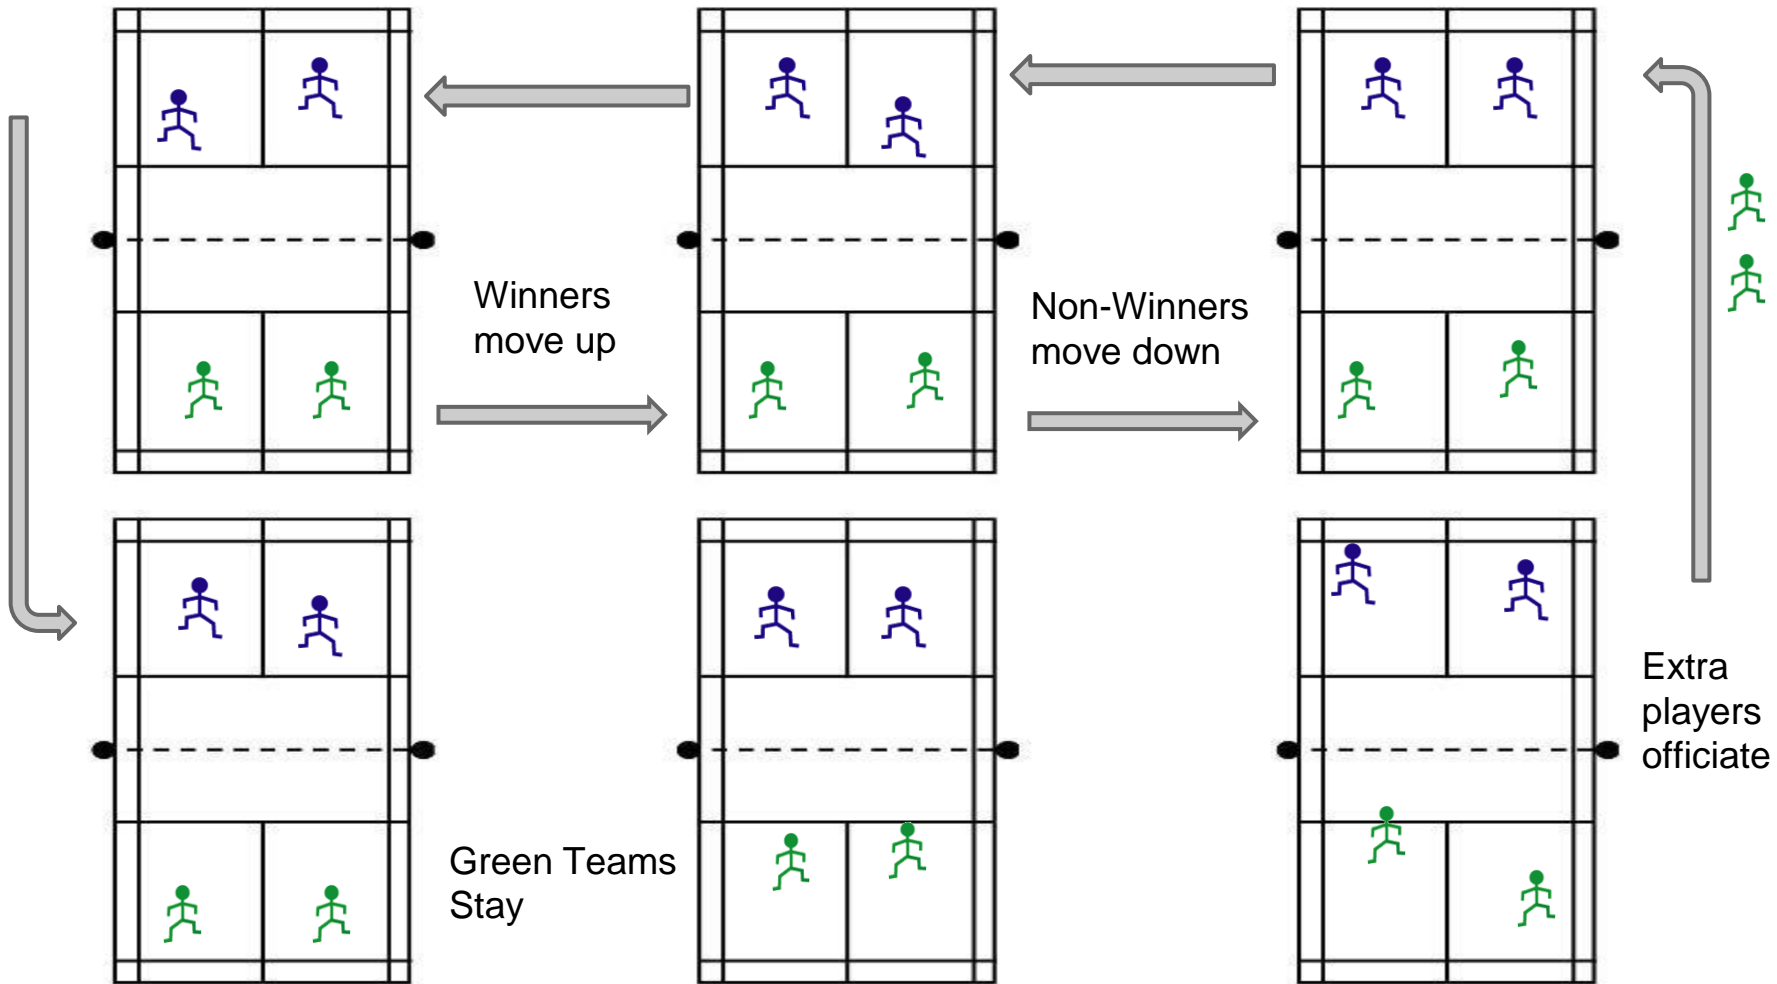 Winners
move up
Non-Winners
move down
Extra
players
officiate
Green Teams
Stay